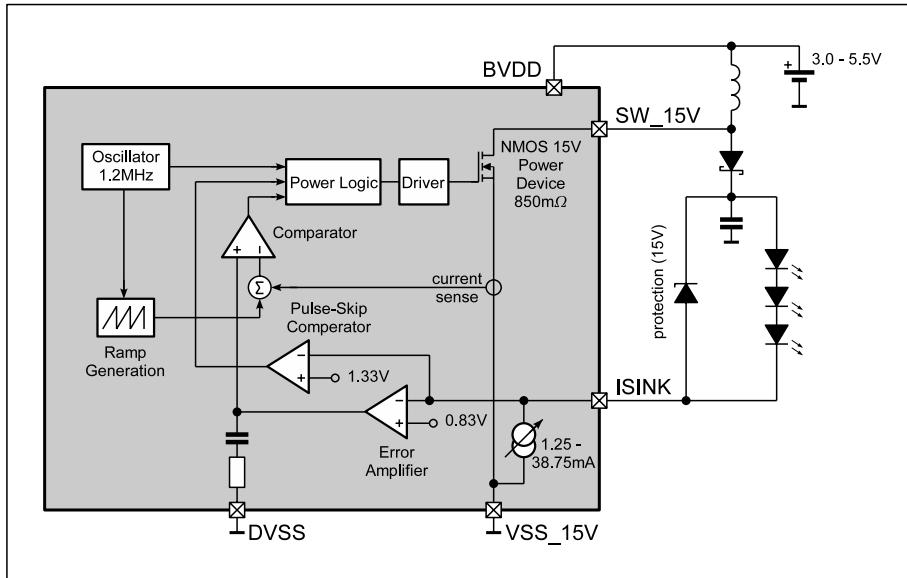 3.0 - 5.5V
+
BVDD
SW_15V
NMOS 15V
Power
Device
850mΩ
Oscillator
1.2MHz
Power Logic
Driver
Comparator
+ −
Σ
current
sense
protection (15V)
Pulse-Skip
Comperator
Ramp
Generation
−
+
1.33V
ISINK
−
+
0.83V
Error
Amplifier
1.25 -
38.75mA
DVSS
VSS_15V